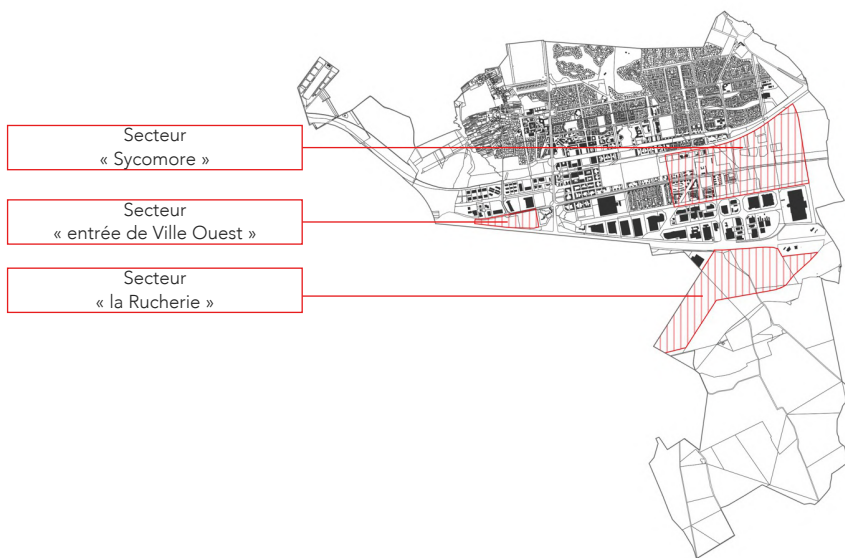 Secteur
« Sycomore »
Secteur
« entrée de Ville Ouest »
Secteur
« la Rucherie »